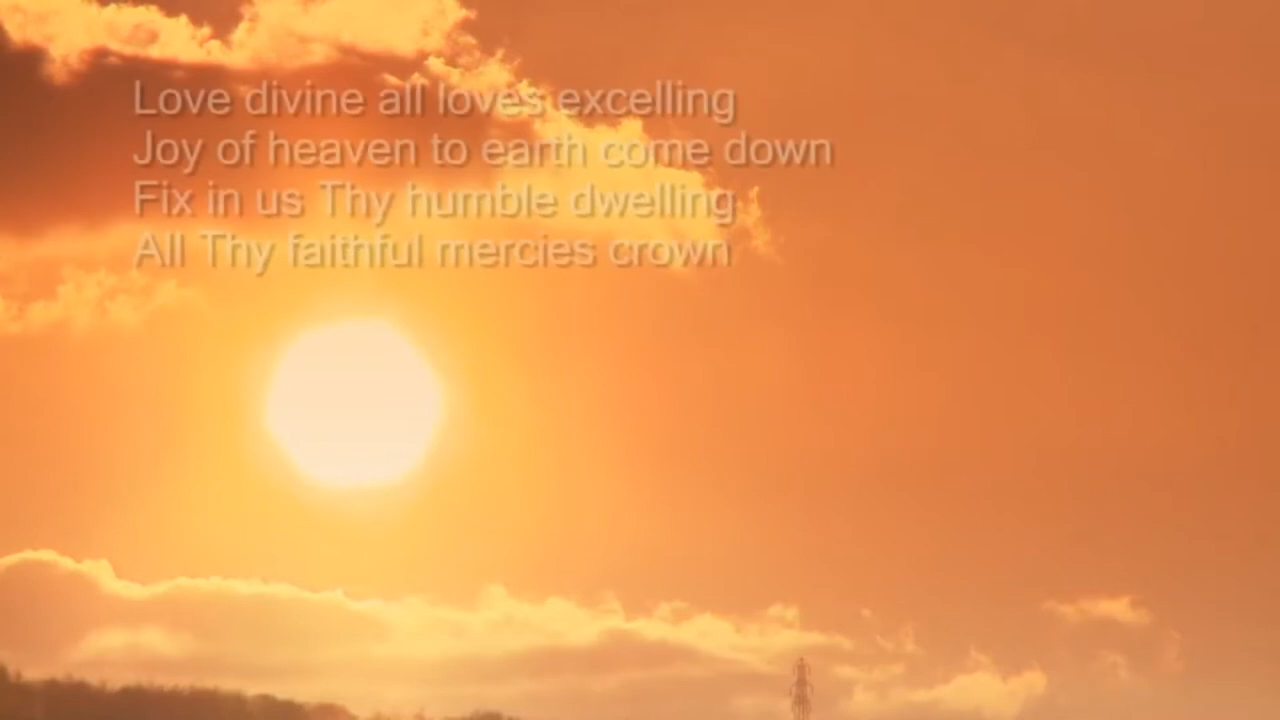 Love divine all loves excelling
Joy of heaven to earth come down
Fix in us Thy humble dwelling
All Thy faithful mercies crown